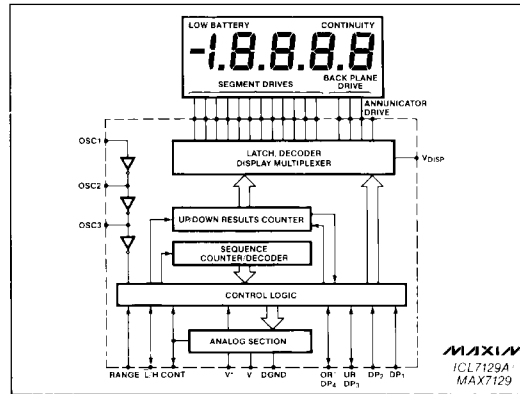 LOW BATTERY CONTINUITY
-1.8.8.8.8
SEGMENT DRIVES
BACK PLANE
DRIVE
ANNUNICATOR
DRIVE
OSC1
LATCH, DECODER
DISPLAY MULTIPLEXER
VDISP
OSC2
UP/DOWN RESULTS COUNTER
OSC3
SEQUENCE
COUNTER/DECODER
CONTROL LOGIC
ANALOG SECTION
RANGE L/H CONT V+ V- DGND OR DP4 UR DP3 DP2 DP1
MAXIM
ICL7129A
MAX7129